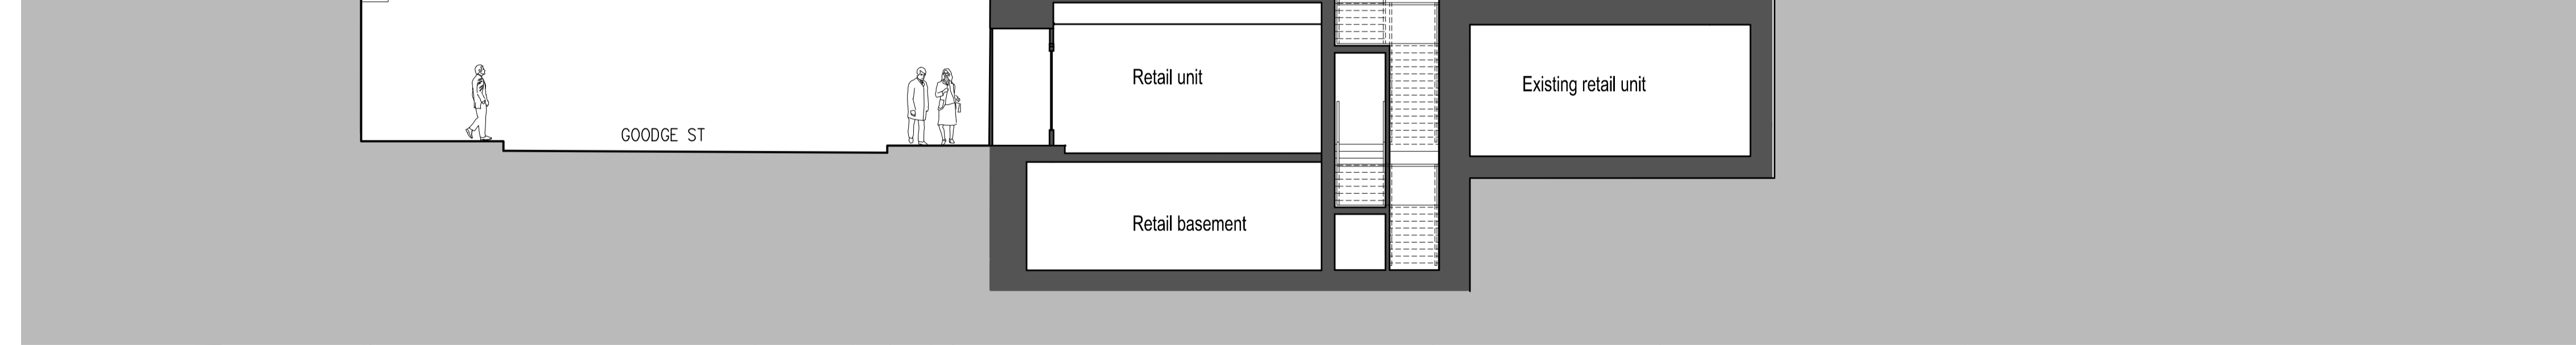 Retail unit
Existing retail unit
GOODGE ST
Retail basement